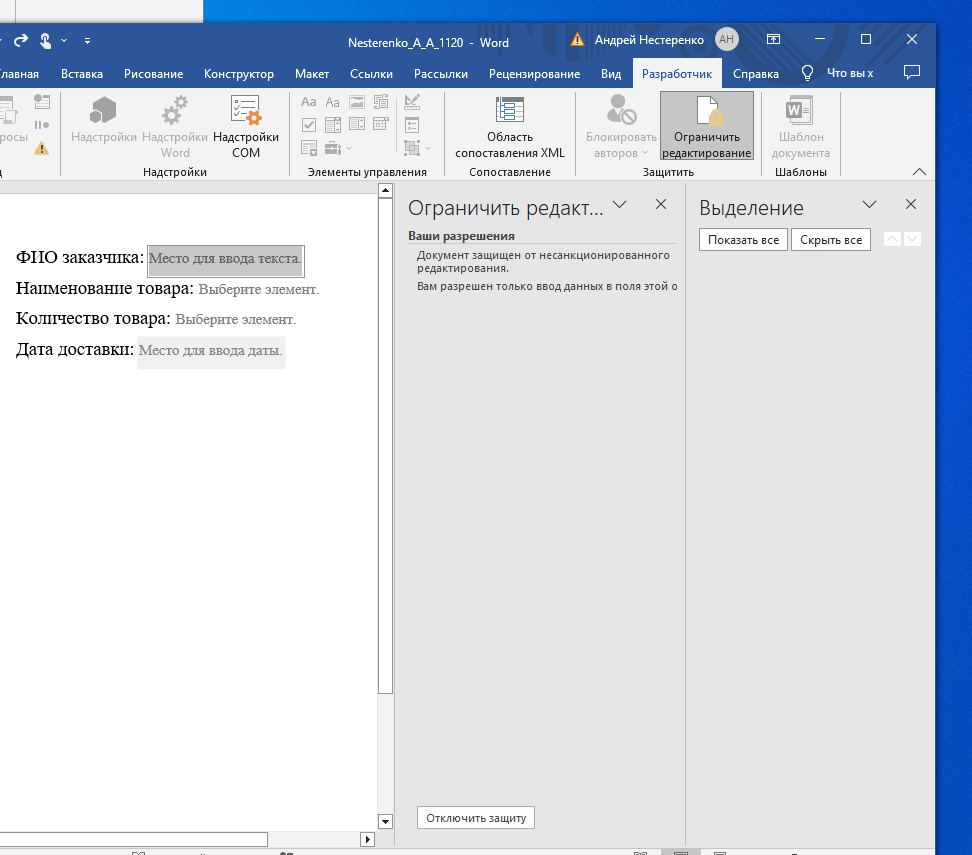 Nesterenko_A_A_1120 - Word
Андрей Нестеренко АН
Главная Вставка Рисование Конструктор Макет Ссылки Рассылки Рецензирование Вид Разработчик Справка Что вы х
Надстройки
Надстройки Word
Надстройки COM
Надстройки
Aa Aa
Элементы управления
Область сопоставления XML
Сопоставление
Блокировать авторов
Ограничить редактирование
Защитить
Шаблон документа
Шаблоны
ФИО заказчика: Место для ввода текста.
Наименование товара: Выберите элемент.
Количество товара: Выберите элемент.
Дата доставки: Место для ввода даты.
Ограничить редакт...
Ваши разрешения
Документ защищен от несанкционированного
редактирования.
Вам разрешен только ввод данных в поля этой о
Отключить защиту
Выделение
Показать все Скрыть все